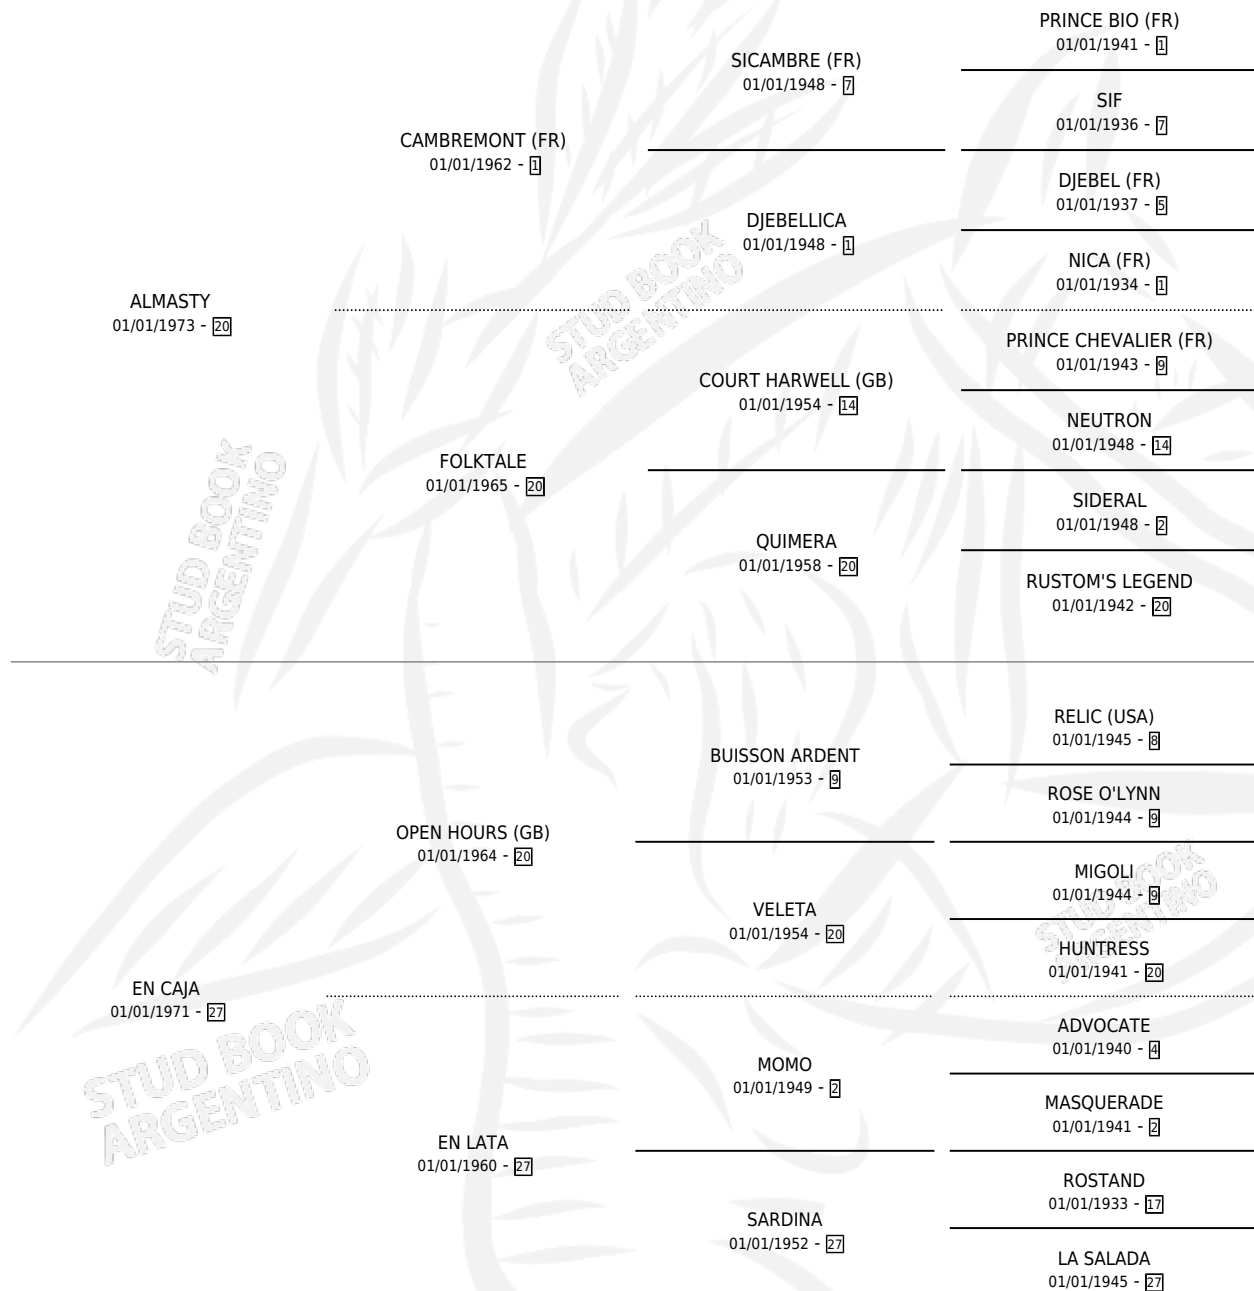 PRINCE BIO (FR)
01/01/1941 - 1
SICAMBRE (FR)
01/01/1948 - 7
SIF
01/01/1936 - 7
CAMBREMONT (FR)
01/01/1962 - 1
DJEBEL (FR)
01/01/1937 - 5
DJEBELLICA
01/01/1948 - 1
NICA (FR)
01/01/1934 - 1
ALMASTY
01/01/1973 - 20
PRINCE CHEVALIER (FR)
01/01/1943 - 9
COURT HARWELL (GB)
01/01/1954 - 14
NEUTRON
01/01/1948 - 14
FOLKTALE
01/01/1965 - 20
SIDERAL
01/01/1948 - 2
QUIMERA
01/01/1958 - 20
RUSTOM'S LEGEND
01/01/1942 - 20
RELIC (USA)
01/01/1945 - 8
BUISSON ARDENT
01/01/1953 - 9
ROSE O'LYNN
01/01/1944 - 9
OPEN HOURS (GB)
01/01/1964 - 20
MIGOLI
01/01/1944 - 9
VELETA
01/01/1954 - 20
HUNTRESS
01/01/1941 - 20
EN CAJA
01/01/1971 - 27
ADVOCATE
01/01/1940 - 4
MOMO
01/01/1949 - 2
MASQUERADE
01/01/1941 - 2
EN LATA
01/01/1960 - 27
ROSTAND
01/01/1933 - 17
SARDINA
01/01/1952 - 27
LA SALADA
01/01/1945 - 27
STUD BOOK
ARGENTINO
STUD BOOK
ARGENTINO
STUD BOOK
ARGENTINO
STUD BOOK
ARGENTINO